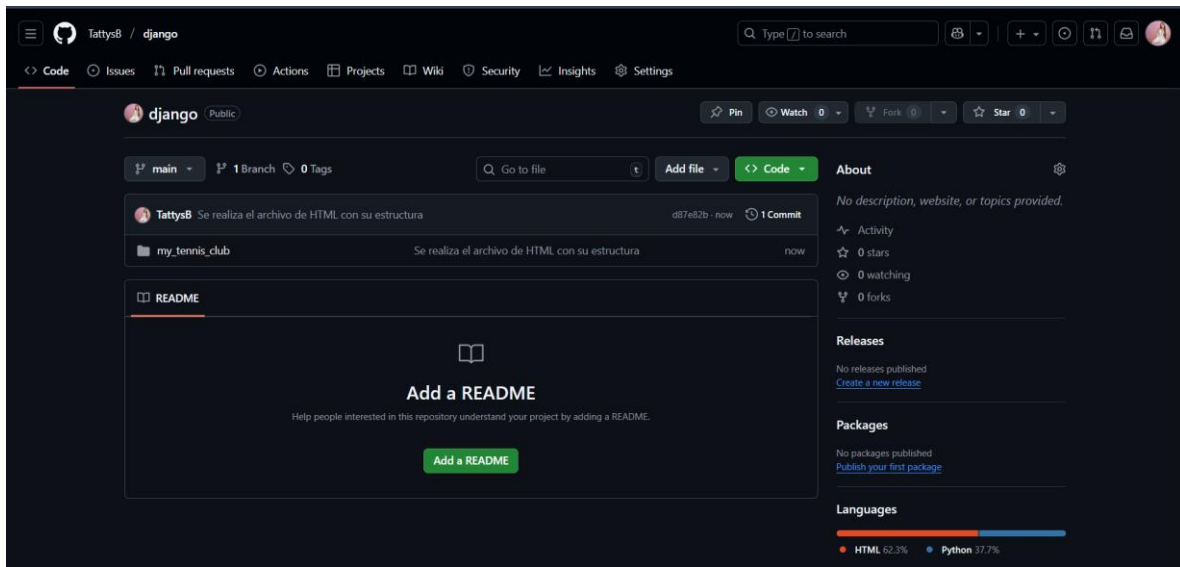 TattysB / django
Type / to search
Code Issues Pull requests Actions Projects Wiki Security Insights Settings
django Public
Pin Watch 0 Fork 0 Star 0
main 1 Branch 0 Tags
Go to file t
Add file Code
TattysB Se realiza el archivo de HTML con su estructura d87e82b · now 1 Commit
my_tennis_club Se realiza el archivo de HTML con su estructura now
README
Add a README
Help people interested in this repository understand your project by adding a README.
Add a README
About
No description, website, or topics provided.
Activity
0 stars
0 watching
0 forks
Releases
No releases published
Create a new release
Packages
No packages published
Publish your first package
Languages
HTML 62.3% Python 37.7%